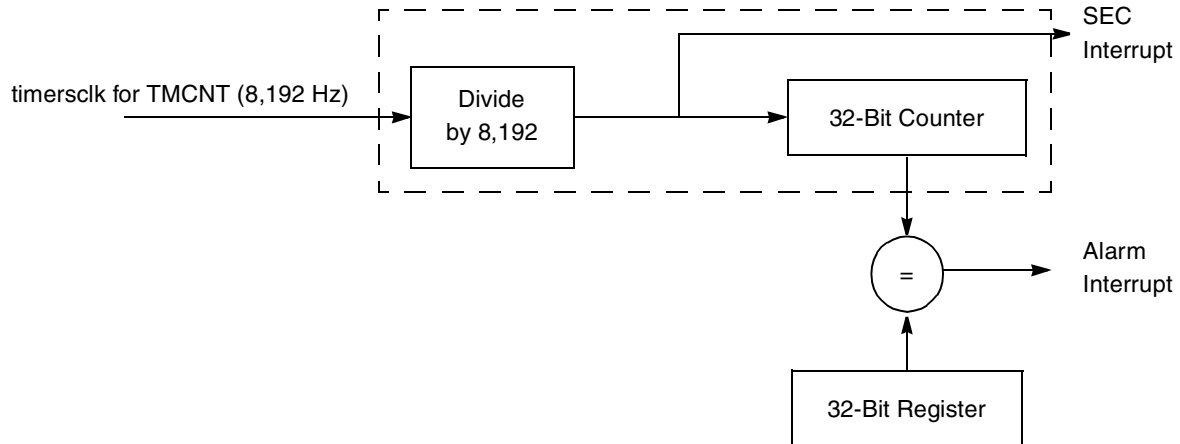 SEC
Interrupt
timersclk for TMCNT (8,192 Hz)
Divide
by 8,192
32-Bit Counter
Alarm
Interrupt
=
32-Bit Register